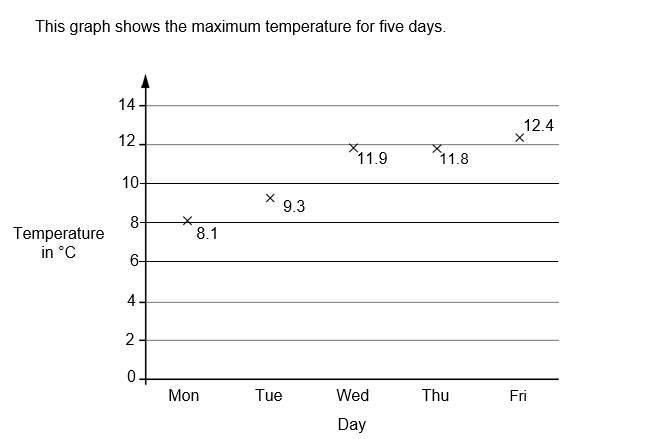 This graph shows the maximum temperature for five days.
14
12
10
8
6
4
2
0
Temperature
in °C
12.4
11.9
11.8
9.3
8.1
Mon Tue Wed Thu Fri
Day